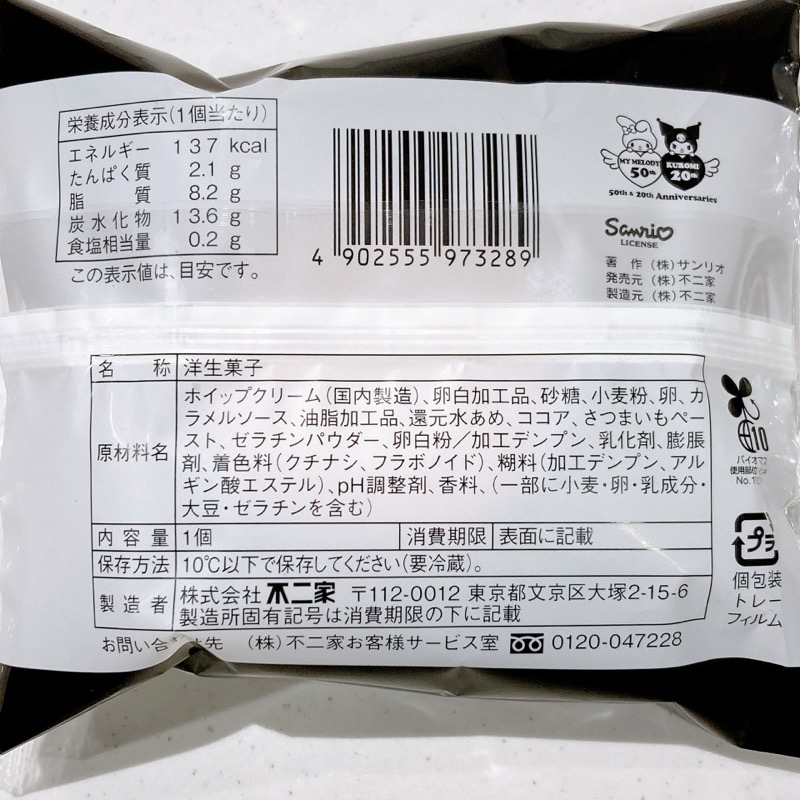 栄養成分表示(1個当たり)
エネルギー 137 kcal
たんぱく質 2.1 g
脂質 8.2 g
炭水化物 13.6 g
食塩相当量 0.2 g
この表示値は、目安です。
4 902555 973289
MY MELODY 50th
KUROMI 20th
50th & 20th Anniversaries
Sanrio
LICENSE
著作 (株)サンリオ
発売元 (株)不二家
製造元 (株)不二家
名称 洋生菓子
原材料名
ホイップクリーム(国内製造)、卵白加工品、砂糖、小麦粉、卵、カ
ラメルソース、油脂加工品、還元水あめ、ココア、さつまいもペー
スト、ゼラチンパウダー、卵白粉/加工デンプン、乳化剤、膨脹
剤、着色料(クチナシ、フラボノイド)、糊料(加工デンプン、アル
ギン酸エステル)、pH調整剤、香料、(一部に小麦・卵・乳成分・
大豆・ゼラチンを含む)
内容量 1個 消費期限 表面に記載
保存方法 10℃以下で保存してください(要冷蔵)。
製造者 株式会社 不二家 〒112-0012 東京都文京区大塚2-15-6
製造所固有記号は消費期限の下に記載
お問い合わせ先 (株)不二家お客様サービス室 0120-047228
10
バイオマス
No.
プラ
個包装
トレー
フィルム